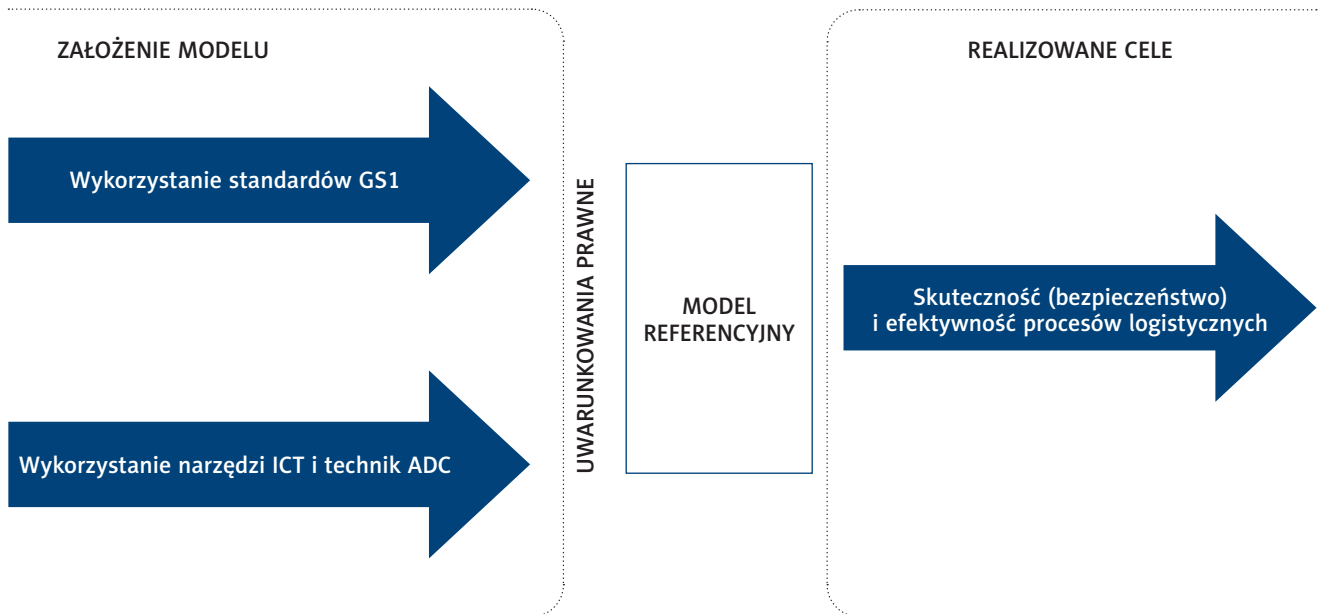 ZAŁOŻENIE MODELU
Wykorzystanie standardów GS1
Wykorzystanie narzędzi ICT i technik ADC
UWARUNKOWANIA PRAWNE
MODEL
REFERENCYJNY
REALIZOWANE CELE
Skuteczność (bezpieczeństwo)
i efektywność procesów logistycznych